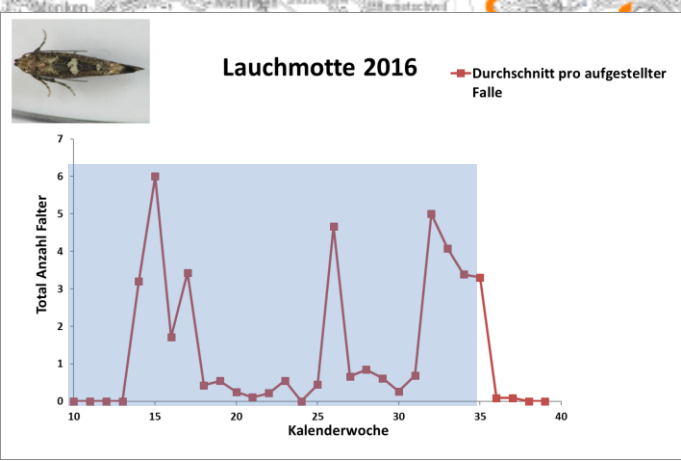 Lauchmotte 2016
Durchschnitt pro aufgestellter
Falle
Total Anzahl Falter
7
6
5
4
3
2
1
0
10 15 20 25 30 35 40
Kalenderwoche